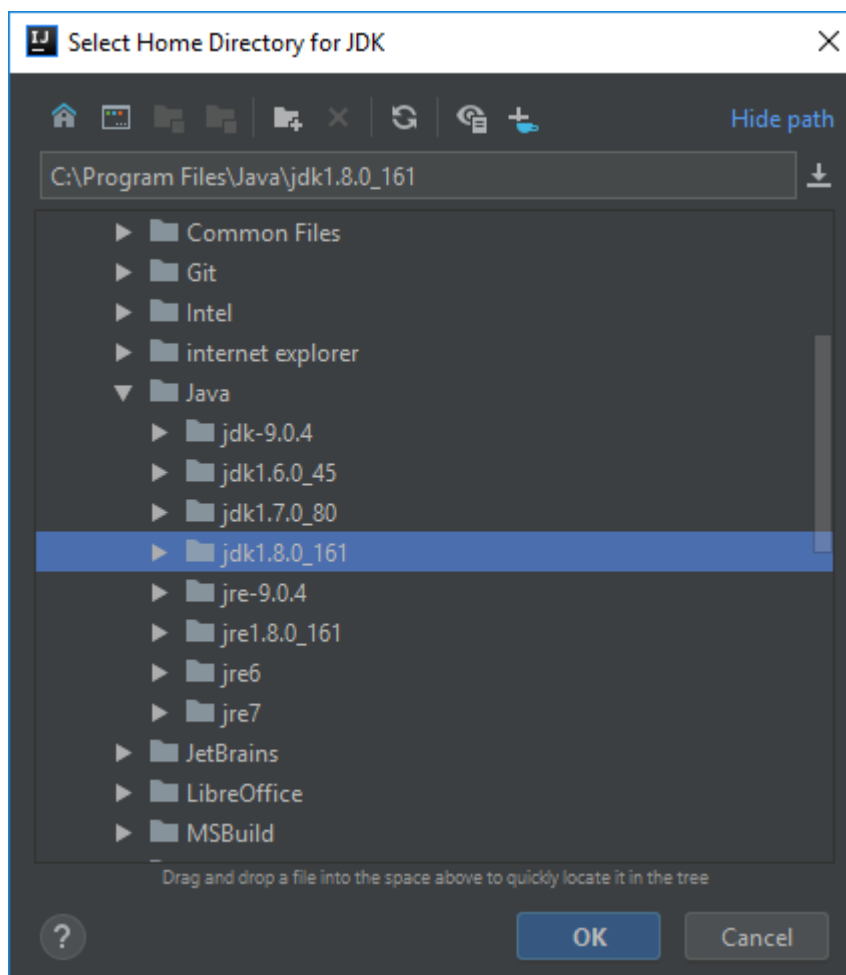 IJ Select Home Directory for JDK
Hide path
C:\Program Files\Java\jdk1.8.0_161
Common Files
Git
Intel
internet explorer
Java
jdk-9.0.4
jdk1.6.0_45
jdk1.7.0_80
jdk1.8.0_161
jre-9.0.4
jre1.8.0_161
jre6
jre7
JetBrains
LibreOffice
MSBuild
Drag and drop a file into the space above to quickly locate it in the tree
? OK Cancel